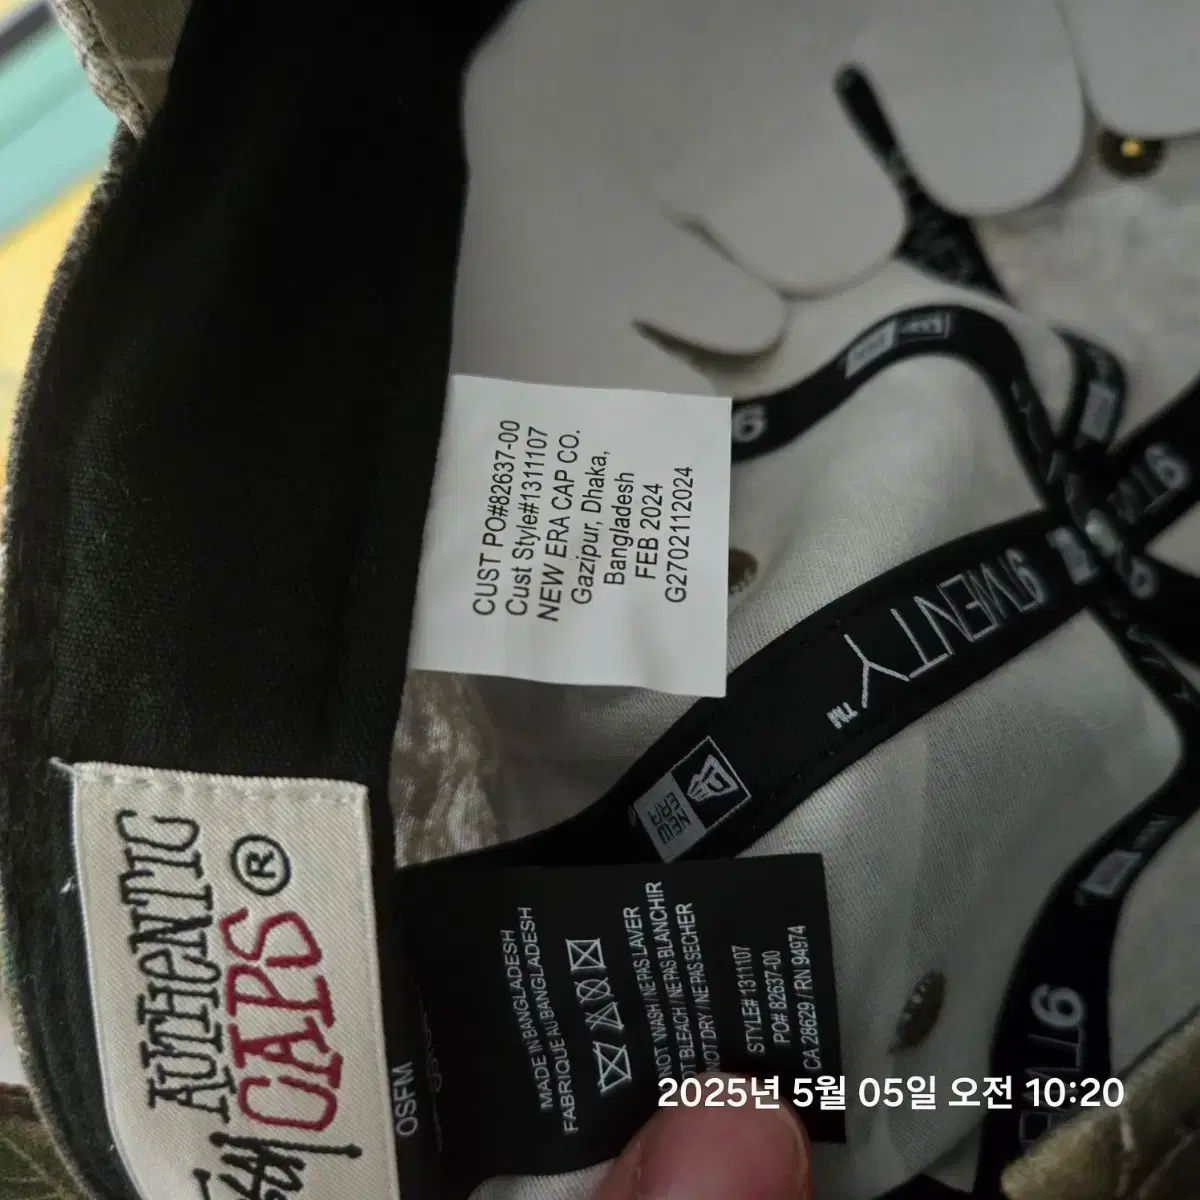 CUST PO#82637-00
Cust Style#1311107
NEW ERA CAP CO.
Gazipur, Dhaka,
Bangladesh
FEB 2024
G2702112024
9TWENTY™
NEW ERA
AUTHENTIC
CAPS®
OSFM
MADE IN BANGLADESH
FABRIQUE AU BANGLADESH
NOT WASH / NE PAS LAVER
BLEACH / NE PAS BLANCHIR
DRY / NE PAS SECHER
STYLE# 1311107
PO# 82637-00
CA 28629 / RN 94974
2025년 5월 05일 오전 10:20